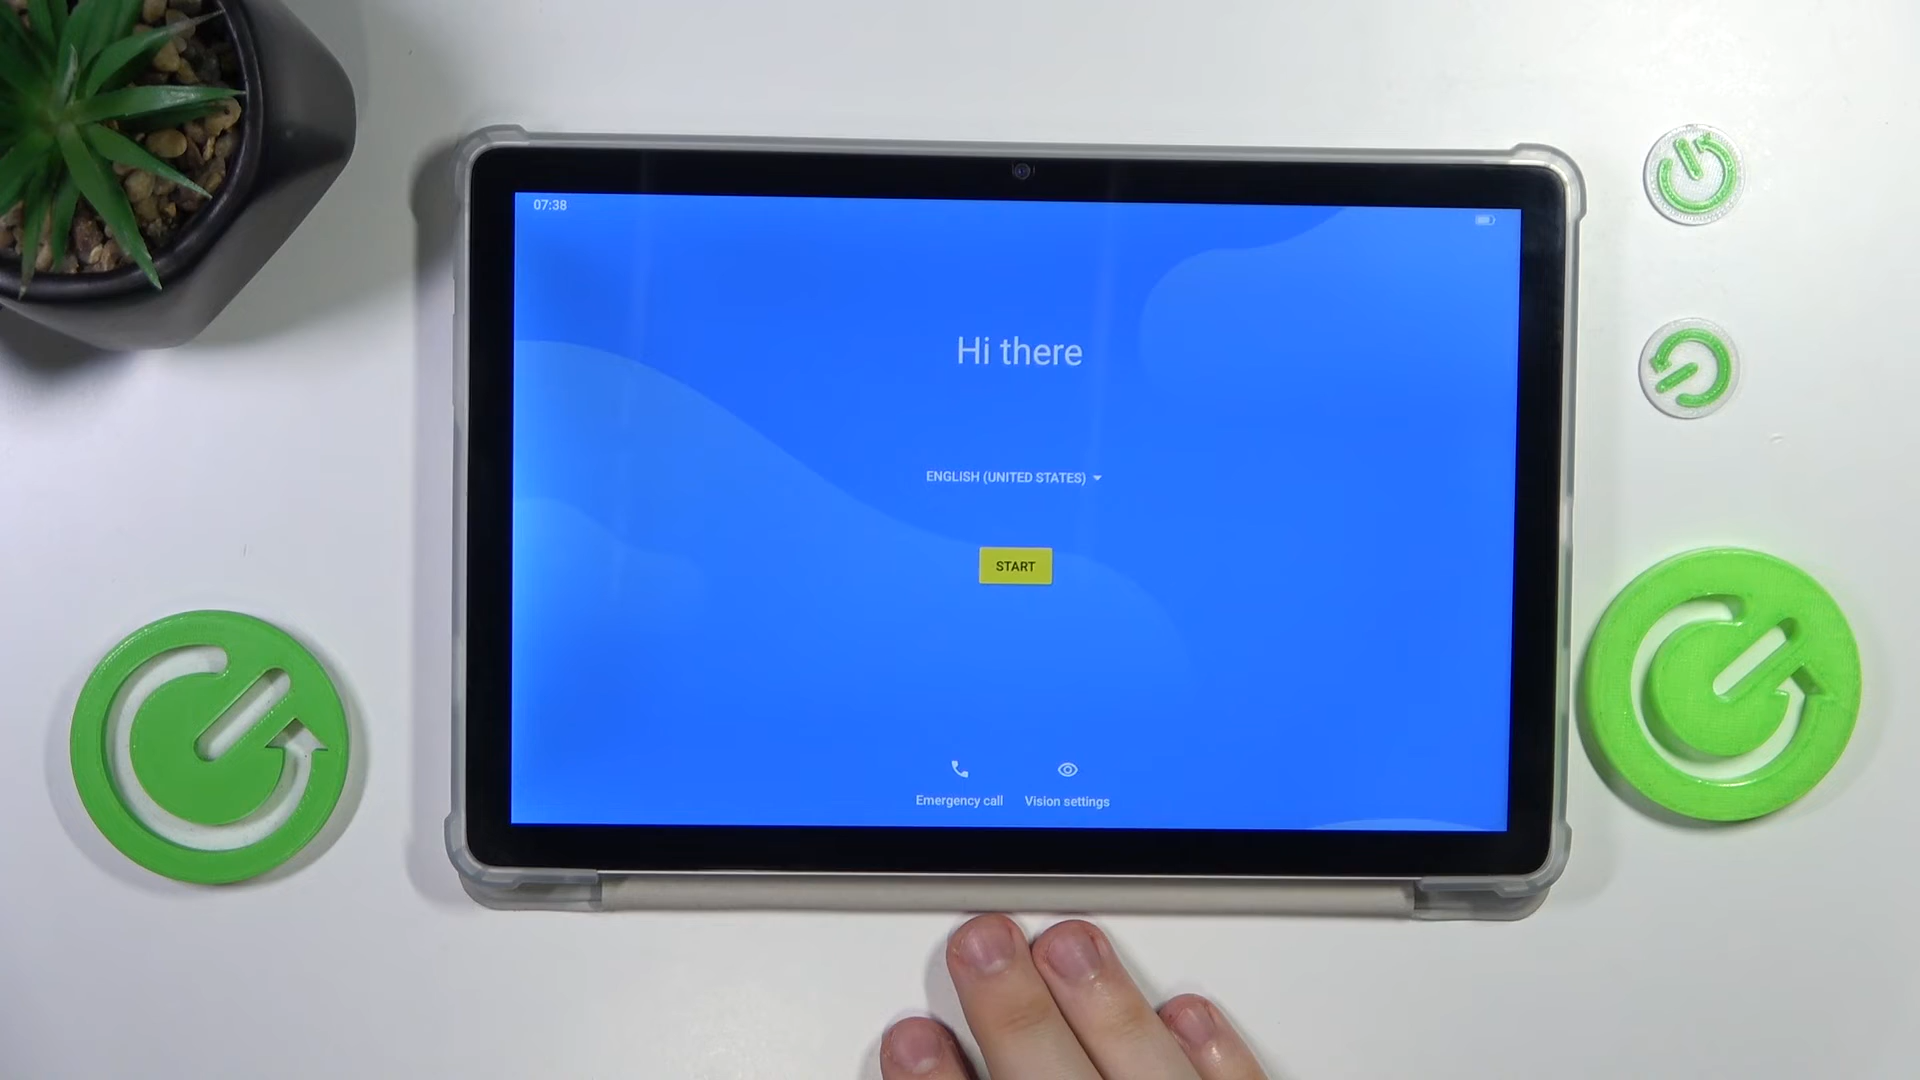 07:38
Hi there
ENGLISH (UNITED STATES)
START
Emergency call
Vision settings